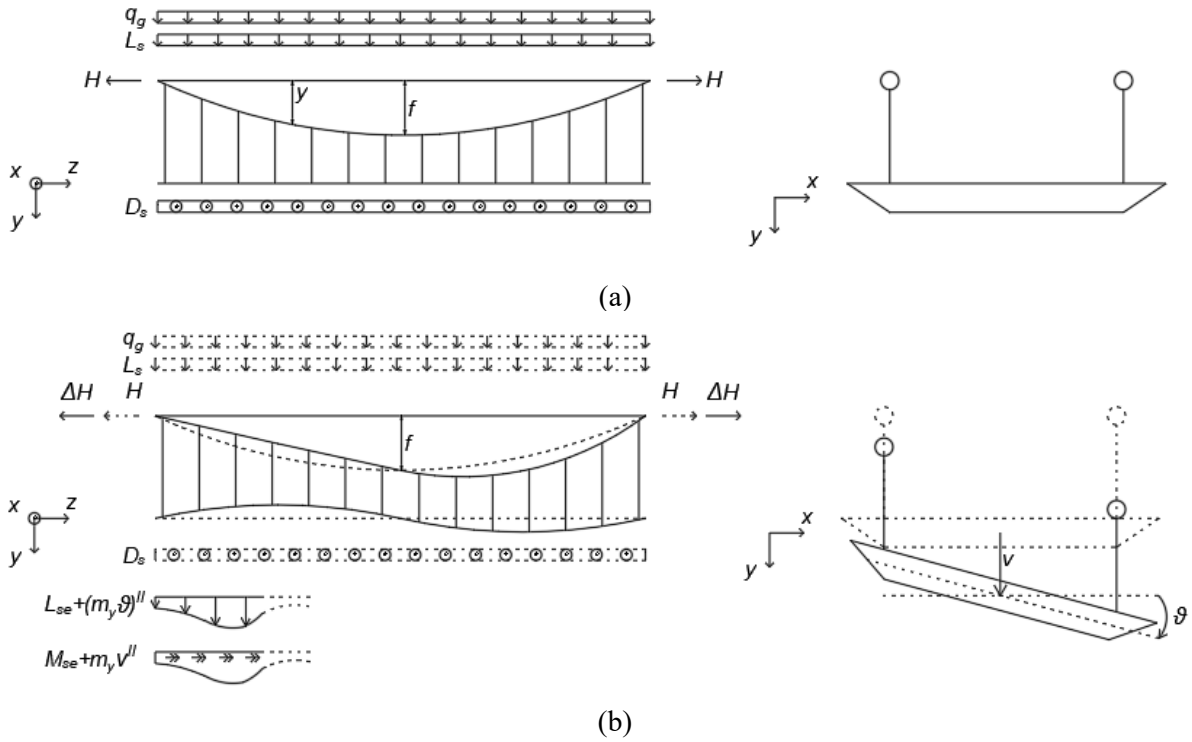 q_g
L_s
H H
y f
x z
y
D_s
x
y
(a)
q_g
L_s
ΔH H H ΔH
f
x z
y
D_s
x
y
v
ϑ
L_se+(m_yϑ)^II
M_se+m_yv^II
(b)